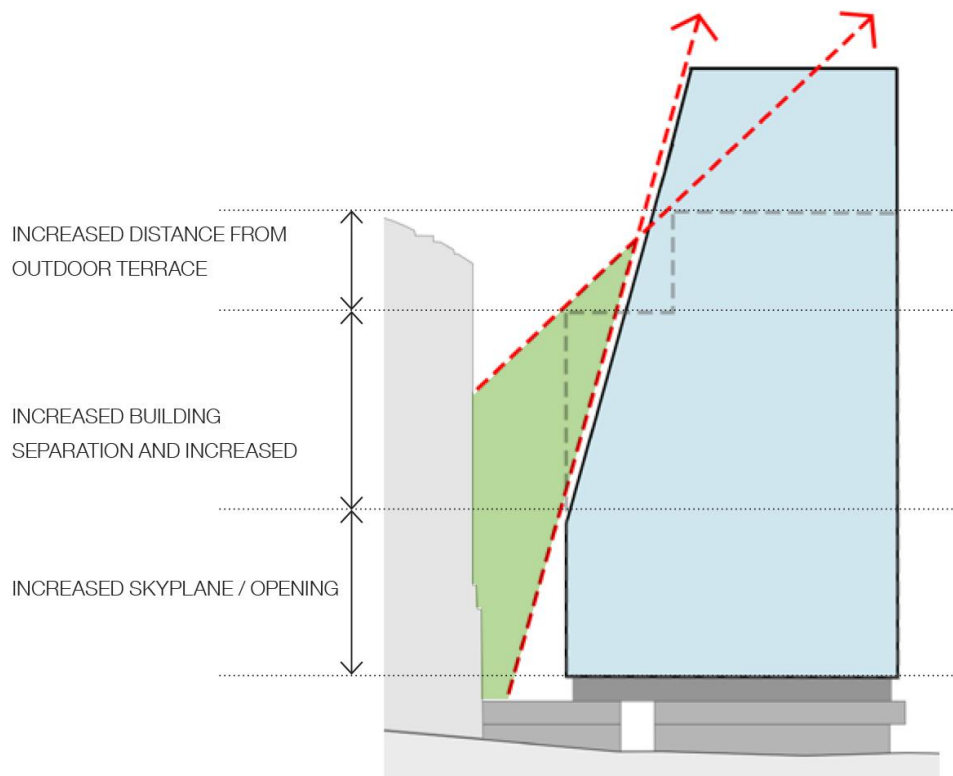 INCREASED DISTANCE FROM
OUTDOOR TERRACE
INCREASED BUILDING
SEPARATION AND INCREASED
INCREASED SKYPLANE / OPENING